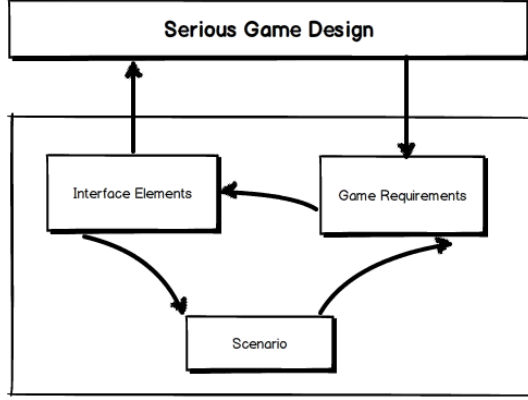 Serious Game Design
Interface Elements
Game Requirements
Scenario